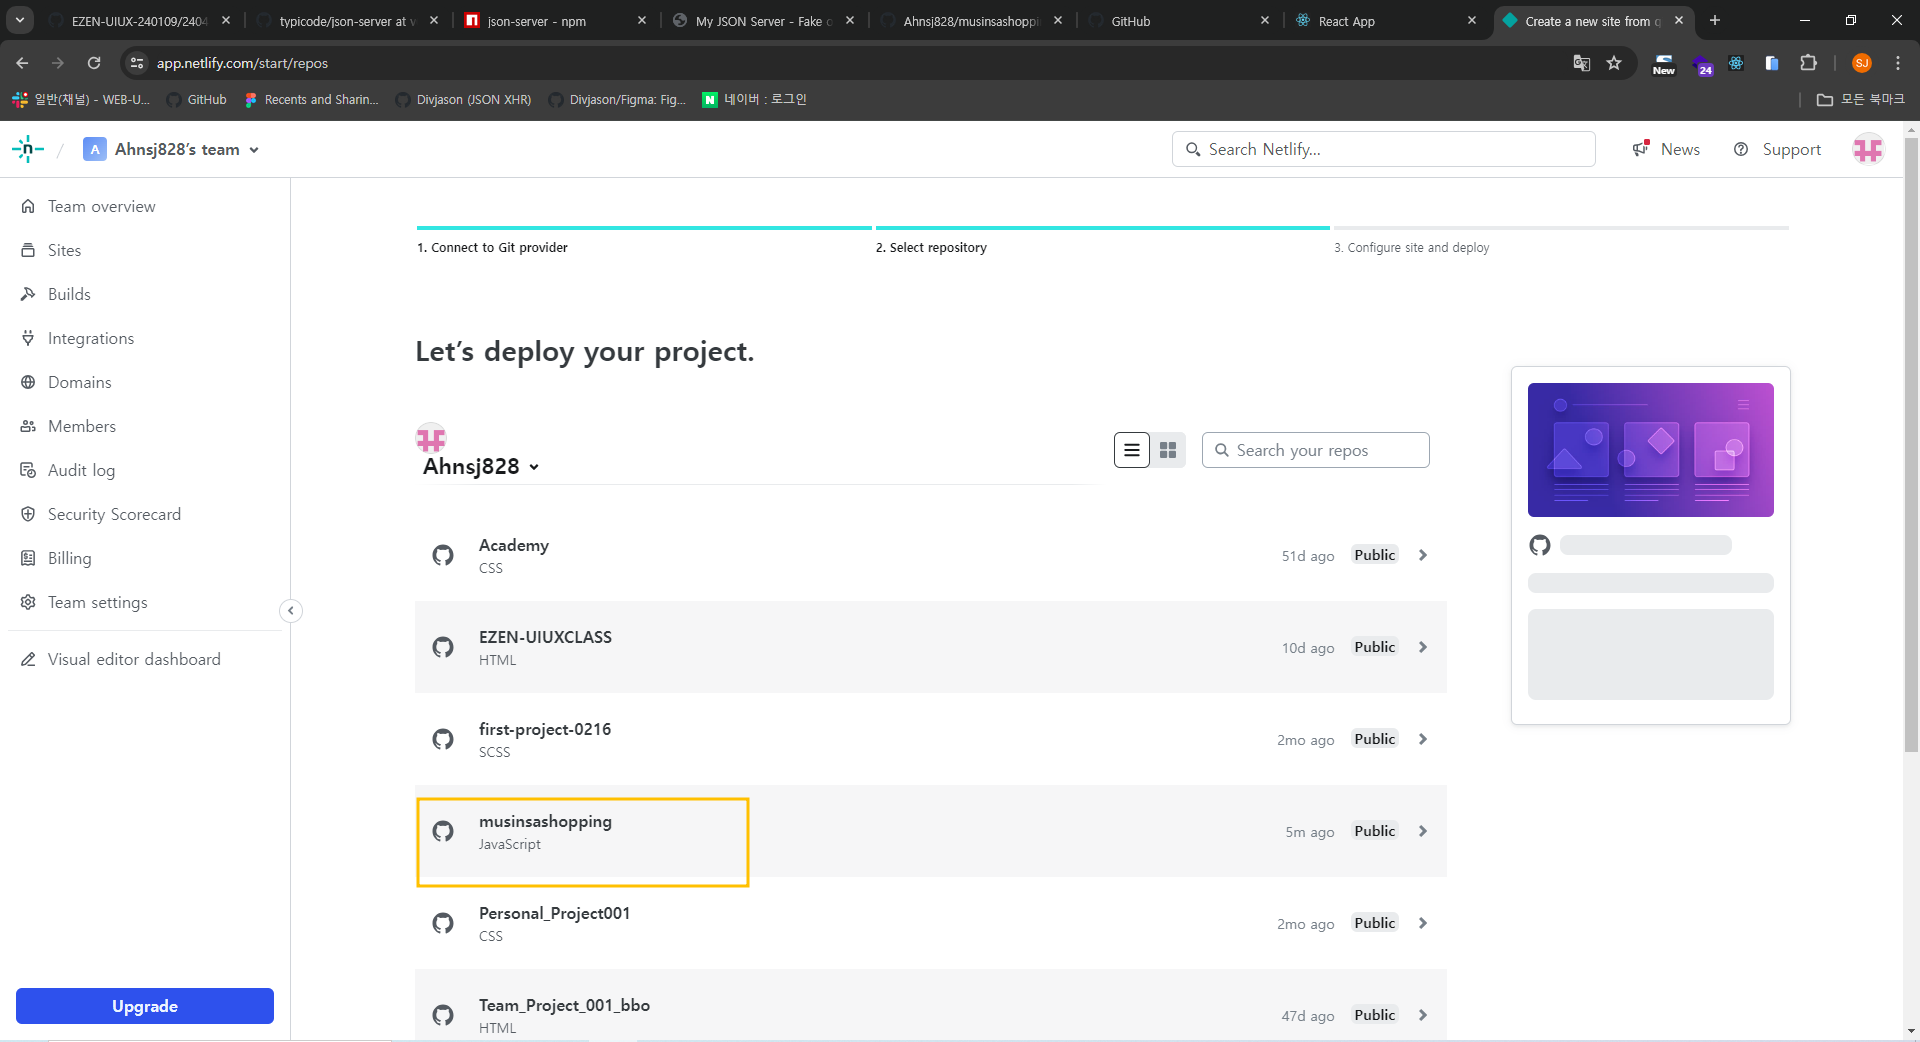 EZEN-UIUX-240109/2404
typicode/json-server at v
json-server - npm
My JSON Server - Fake o
Ahnsj828/musinsashoppi
GitHub
React App
Create a new site from q
app.netlify.com/start/repos
New
24
SJ
일반(채널) - WEB-U...
GitHub
Recents and Sharin...
Divjason (JSON XHR)
Divjason/Figma: Fig...
네이버 : 로그인
모든 북마크
A
Ahnsj828’s team
Search Netlify...
News
Support
Team overview
Sites
Builds
Integrations
Domains
Members
Audit log
Security Scorecard
Billing
Team settings
Visual editor dashboard
Upgrade
1. Connect to Git provider
2. Select repository
3. Configure site and deploy
Let’s deploy your project.
Ahnsj828
Search your repos
Academy
CSS
51d ago
Public
EZEN-UIUXCLASS
HTML
10d ago
Public
first-project-0216
SCSS
2mo ago
Public
musinsashopping
JavaScript
5m ago
Public
Personal_Project001
CSS
2mo ago
Public
Team_Project_001_bbo
HTML
47d ago
Public